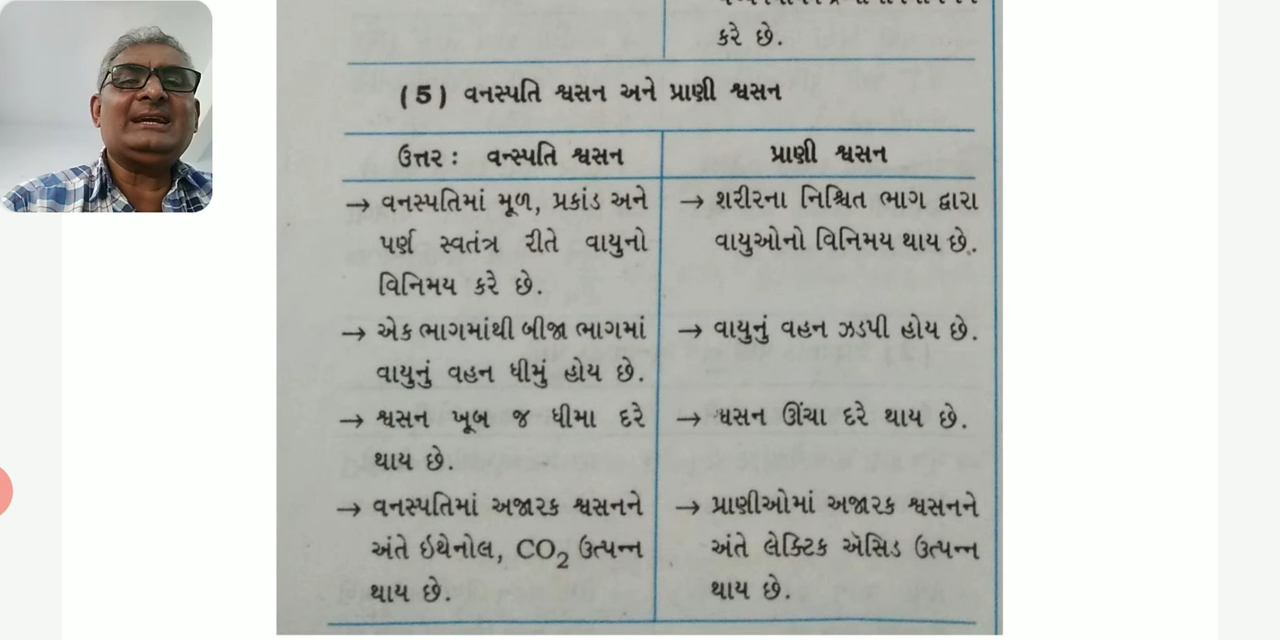 કરે છે.
(5) વનસ્પતિ શ્વસન અને પ્રાણી શ્વસન
ઉત્તર : વન્સ્પતિ શ્વસન
પ્રાણી શ્વસન
→ વનસ્પતિમાં મૂળ, પ્રકાંડ અને
પર્ણ સ્વતંત્ર રીતે વાયુનો
વિનિમય કરે છે.
→ શરીરના નિશ્ચિત ભાગ દ્વારા
વાયુઓનો વિનિમય થાય છે.
→ એક ભાગમાંથી બીજા ભાગમાં
વાયુનું વહન ધીમું હોય છે.
→ વાયુનું વહન ઝડપી હોય છે.
→ શ્વસન ખૂબ જ ધીમા દરે
થાય છે.
→ શ્વસન ઊંચા દરે થાય છે.
→ વનસ્પતિમાં અજારક શ્વસનને
અંતે ઇથેનોલ, CO₂ ઉત્પન્ન
થાય છે.
→ પ્રાણીઓમાં અજારક શ્વસનને
અંતે લેક્ટિક ઍસિડ ઉત્પન્ન
થાય છે.